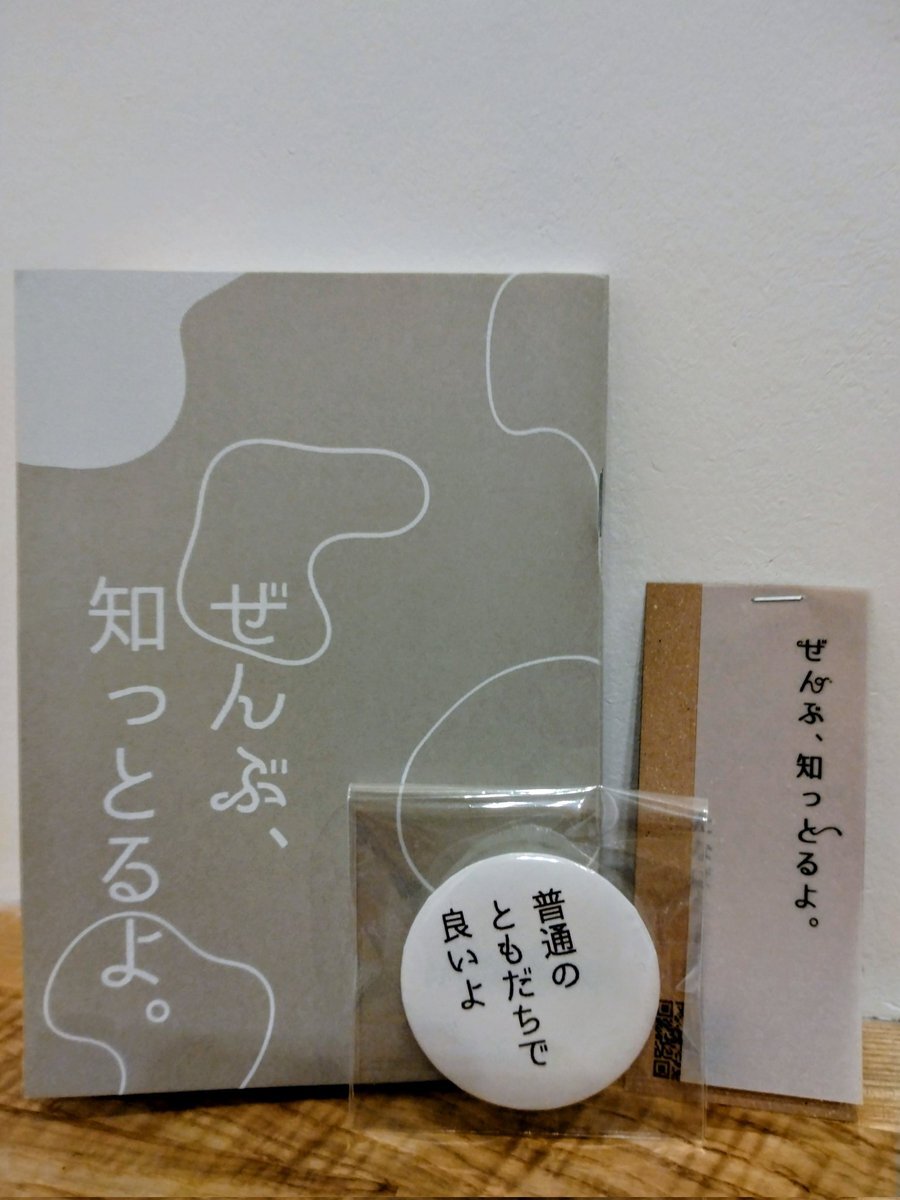 ぜんぶ、
知っとるよ。
普通の
ともだちで
良いよ
ぜんぶ、知っとるよ。